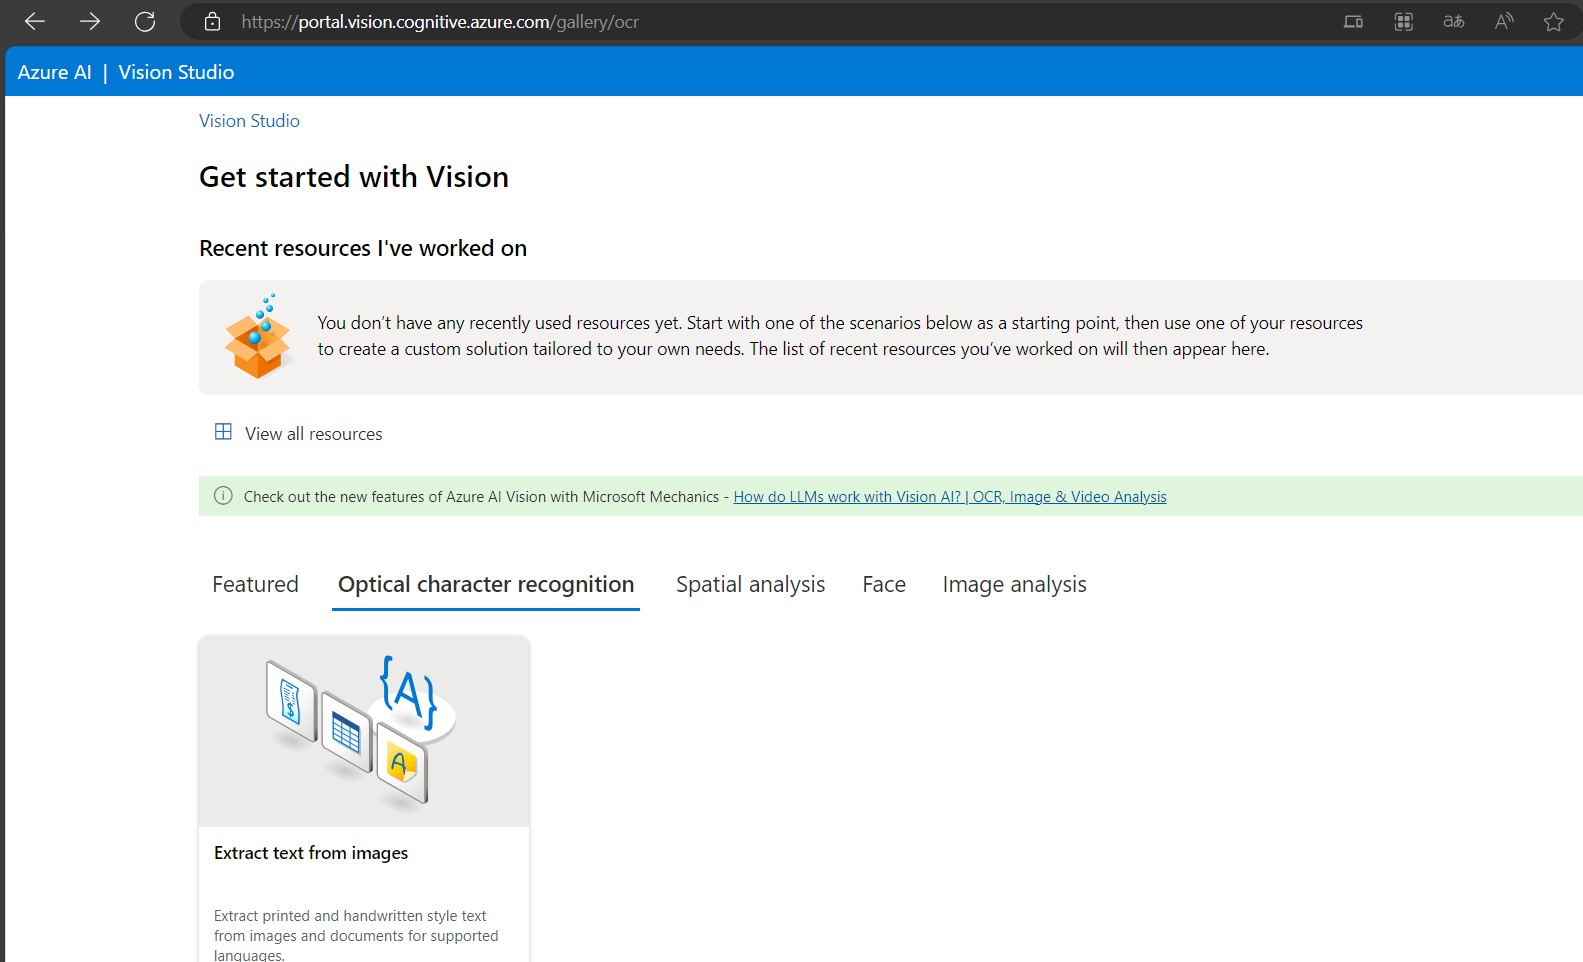 https://portal.vision.cognitive.azure.com/gallery/ocr
aあ
A
Azure AI | Vision Studio
Vision Studio
Get started with Vision
Recent resources I've worked on
You don’t have any recently used resources yet. Start with one of the scenarios below as a starting point, then use one of your resources
to create a custom solution tailored to your own needs. The list of recent resources you’ve worked on will then appear here.
View all resources
Check out the new features of Azure AI Vision with Microsoft Mechanics - How do LLMs work with Vision AI? | OCR, Image & Video Analysis
Featured Optical character recognition Spatial analysis Face Image analysis
{A}
$
A
Extract text from images
Extract printed and handwritten style text
from images and documents for supported
languages.